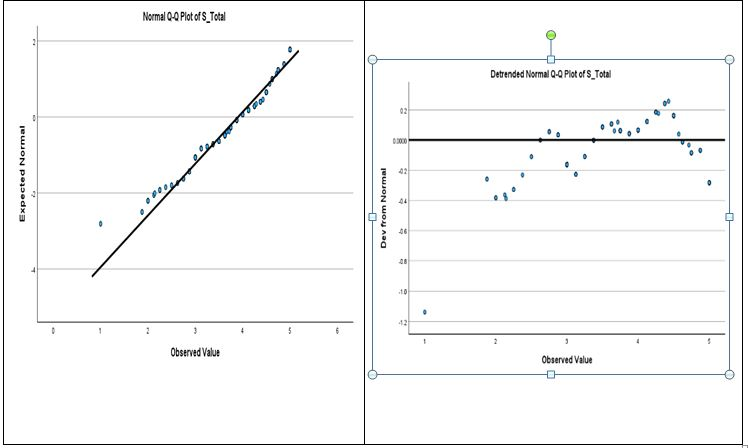 Normal Q-Q Plot of S_Total
2
0
-2
-4
0 1 2 3 4 5 6
Expected Normal
Observed Value
Detrended Normal Q-Q Plot of S_Total
0.2
0.0000
-0.2
-0.4
-0.6
-0.8
-1.0
-1.2
1 2 3 4 5
Dev from Normal
Observed Value